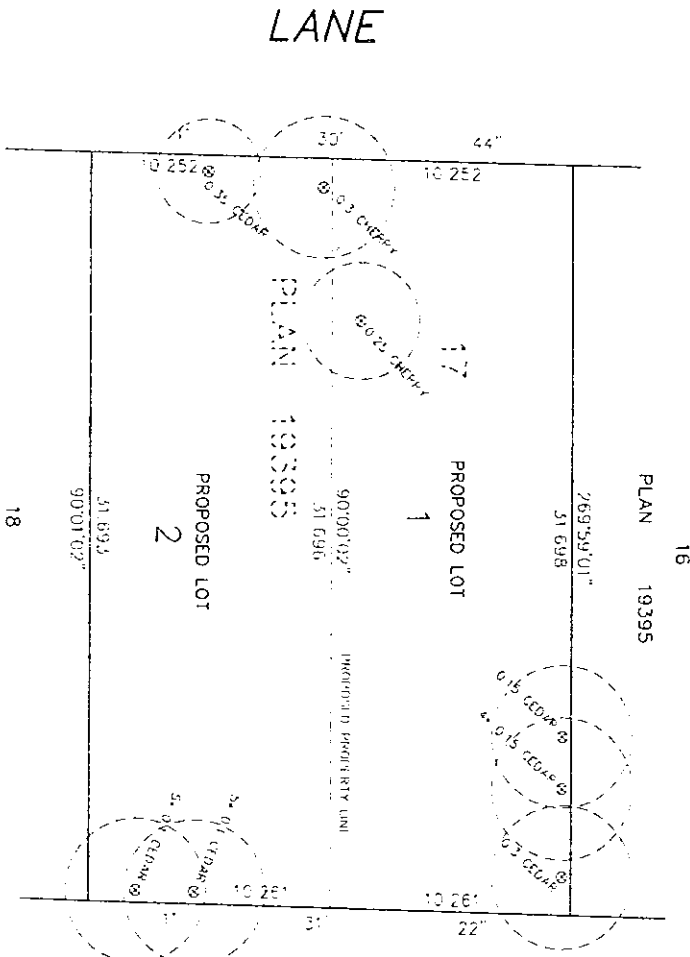 LANE
30'
44"
10 252
10 252
CEDAR
0.3 CHERRY
0.25 CHERRY
17
PLAN 19395
16
PLAN 19395
269°59'01"
31 698
PROPOSED LOT
1
90°00'02"
31 696
PROPOSED PROPERTY LINE
PROPOSED LOT
2
31.693
90°01'02"
18
0.15 CEDAR
0.15 CEDAR
0.3 CEDAR
CEDAR
CEDAR
10 261
10 261
22"